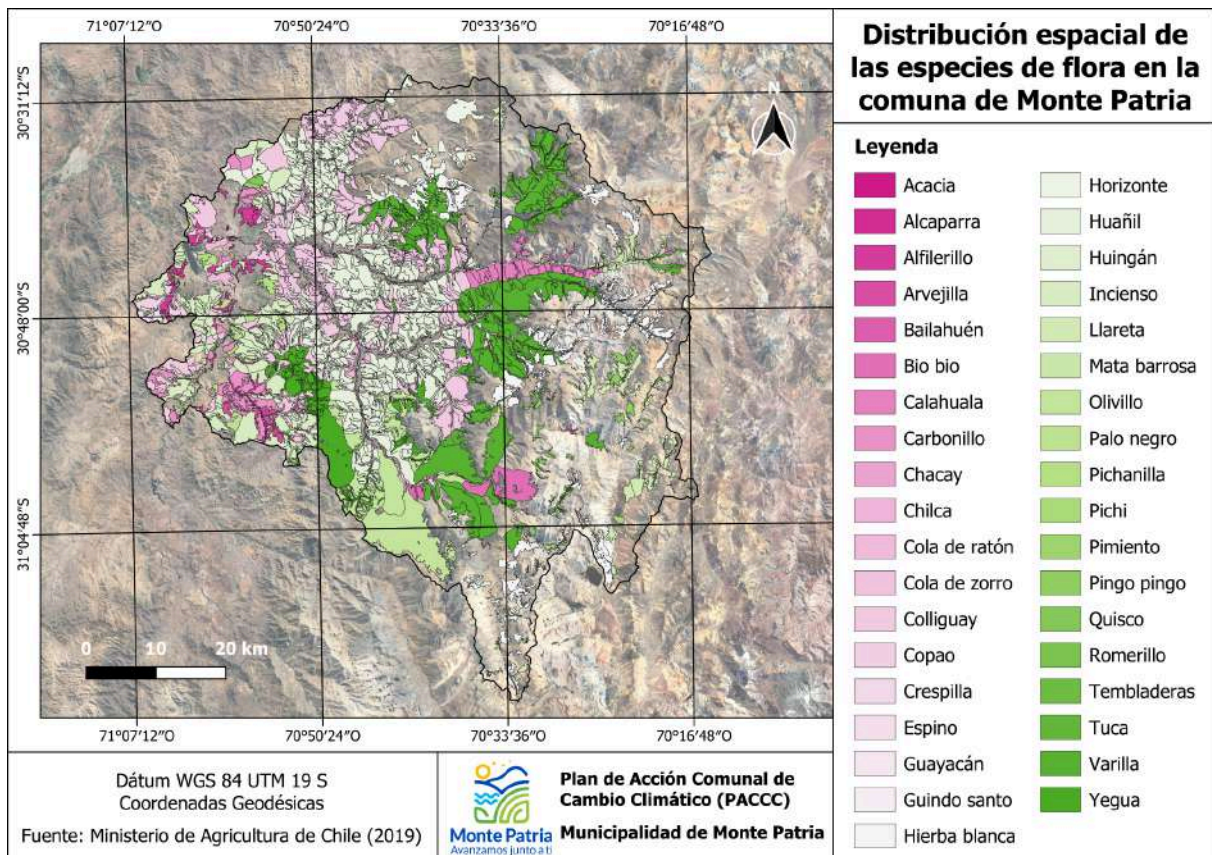 71°07′12″O 70°50′24″O 70°33′36″O 70°16′48″O
30°31′12″S
30°48′00″S
31°04′48″S
N
0 10 20 km
71°07′12″O 70°50′24″O 70°33′36″O 70°16′48″O
Distribución espacial de
las especies de flora en la
comuna de Monte Patria
Leyenda
Acacia
Alcaparra
Alfilerillo
Arvejilla
Bailahuén
Bio bio
Calahuala
Carbonillo
Chacay
Chilca
Cola de ratón
Cola de zorro
Colliguay
Copao
Crespilla
Espino
Guayacán
Guindo santo
Hierba blanca
Horizonte
Huañil
Huingán
Incienso
Llareta
Mata barrosa
Olivillo
Palo negro
Pichanilla
Pichi
Pimiento
Pingo pingo
Quisco
Romerillo
Tembladeras
Tuca
Varilla
Yegua
Dátum WGS 84 UTM 19 S
Coordenadas Geodésicas
Fuente: Ministerio de Agricultura de Chile (2019)
Monte Patria
Avanzamos junto a ti
Plan de Acción Comunal de
Cambio Climático (PACCC)
Municipalidad de Monte Patria